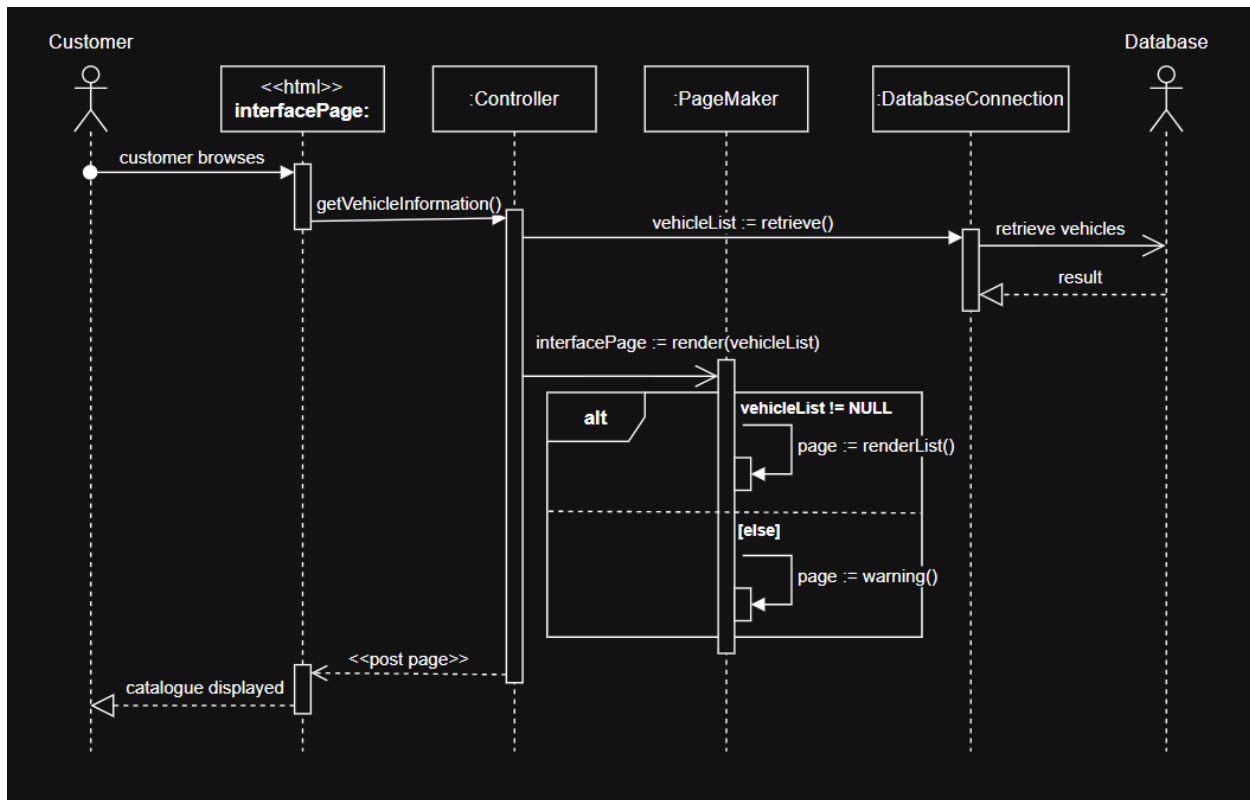 Customer
Database
<<html>>
interfacePage:
:Controller
:PageMaker
:DatabaseConnection
customer browses
getVehicleInformation()
vehicleList := retrieve()
retrieve vehicles
result
interfacePage := render(vehicleList)
alt
vehicleList != NULL
page := renderList()
[else]
page := warning()
<<post page>>
catalogue displayed